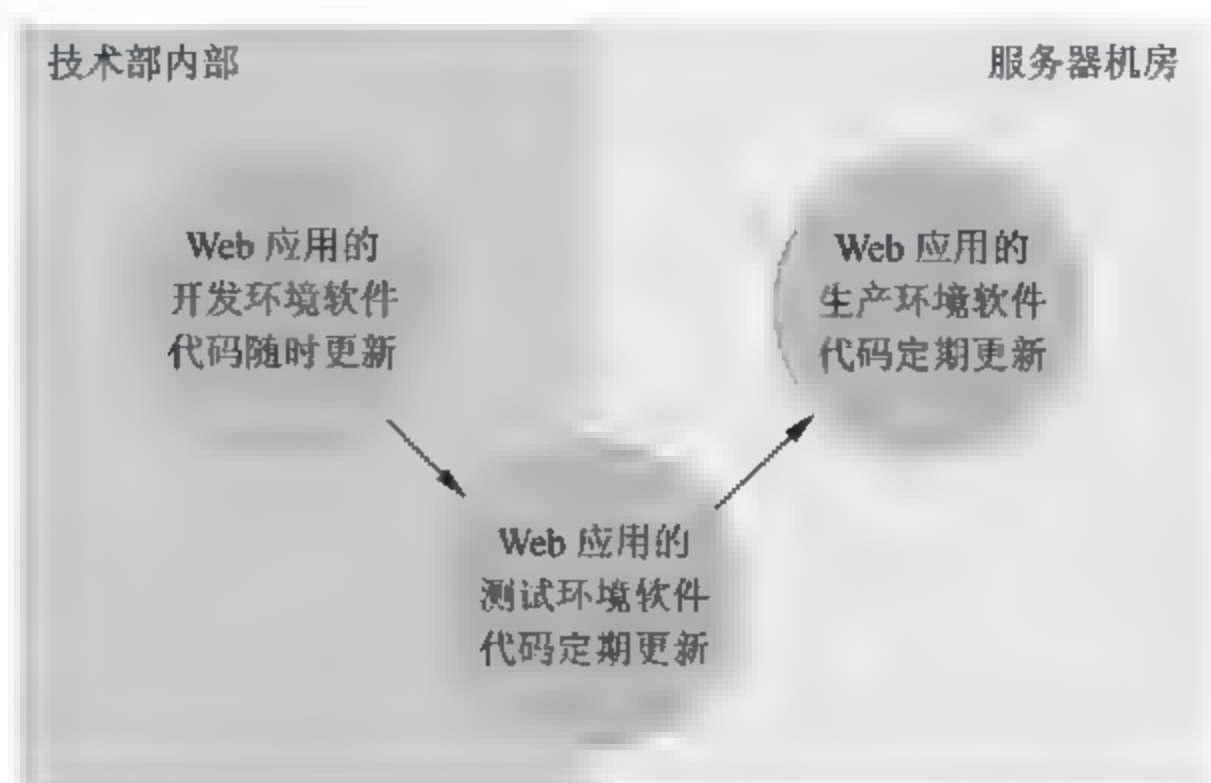 技术部内部
服务器机房
Web 应用的
开发环境软件
代码随时更新
Web 应用的
生产环境软件
代码定期更新
Web 应用的
测试环境软件
代码定期更新